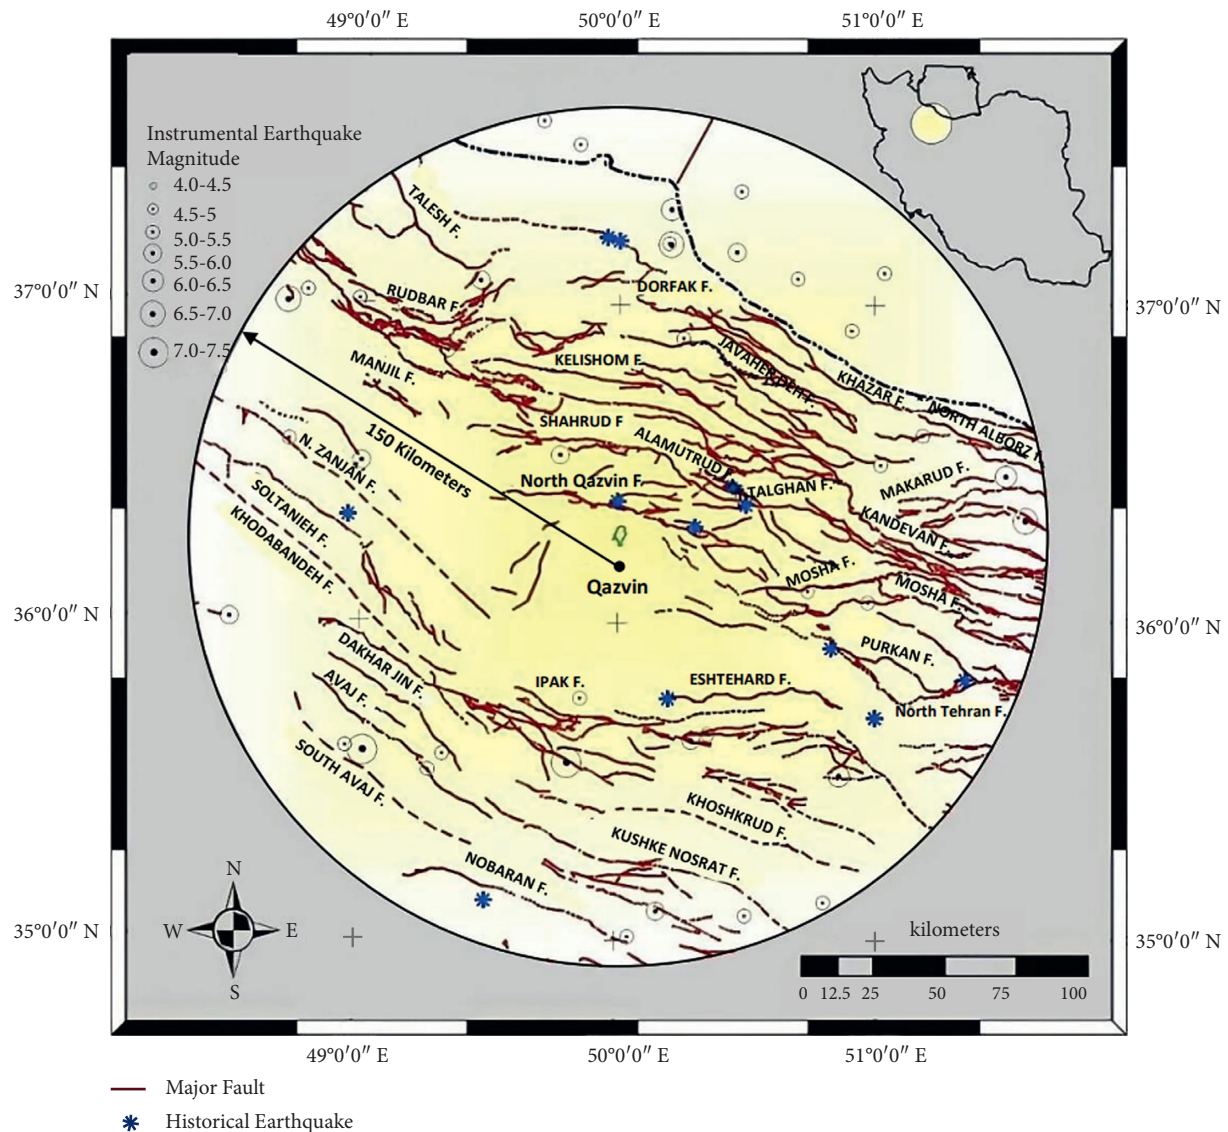 49°0′0″ E
50°0′0″ E
51°0′0″ E
Instrumental Earthquake
Magnitude
4.0-4.5
4.5-5
5.0-5.5
5.5-6.0
6.0-6.5
6.5-7.0
7.0-7.5
TALESH F.
37°0′0″ N
37°0′0″ N
RUDBAR F.
DORFAK F.
MANJIL F.
KELISHOM F.
JAVAHER DEH F.
KHAZAR F.
NORTH ALBORZ F.
SHAHRUD F
ALAMUTRUD F.
150 Kilometers
N. ZANJAN F.
North Qazvin F.
TALGHAN F.
MAKARUD F.
SOLTANIEH F.
KANDEVAN F.
KHODABANDEH F.
MOSHA F.
MOSHA F.
Qazvin
36°0′0″ N
36°0′0″ N
DAKHAR JIN F.
PURKAN F.
AVAJ F.
IPAK F.
ESHTEHARD F.
North Tehran F.
SOUTH AVAJ F.
KHOSHKRUD F.
KUSHKE NOSRAT F.
NOBARAN F.
N
W
E
S
35°0′0″ N
35°0′0″ N
kilometers
0 12.5 25 50 75 100
49°0′0″ E
50°0′0″ E
51°0′0″ E
Major Fault
Historical Earthquake